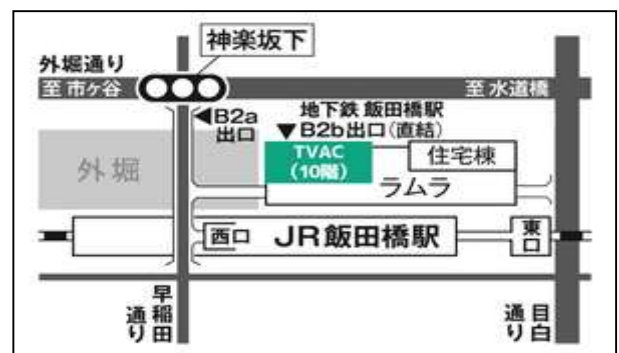 神楽坂下
外堀通り
至市ヶ谷
至水道橋
◀B2a
出口
地下鉄 飯田橋駅
▼B2b出口(直結)
TVAC
(10階)
住宅棟
ラムラ
外堀
西口
JR飯田橋駅
東口
早稲田通り
目白通り